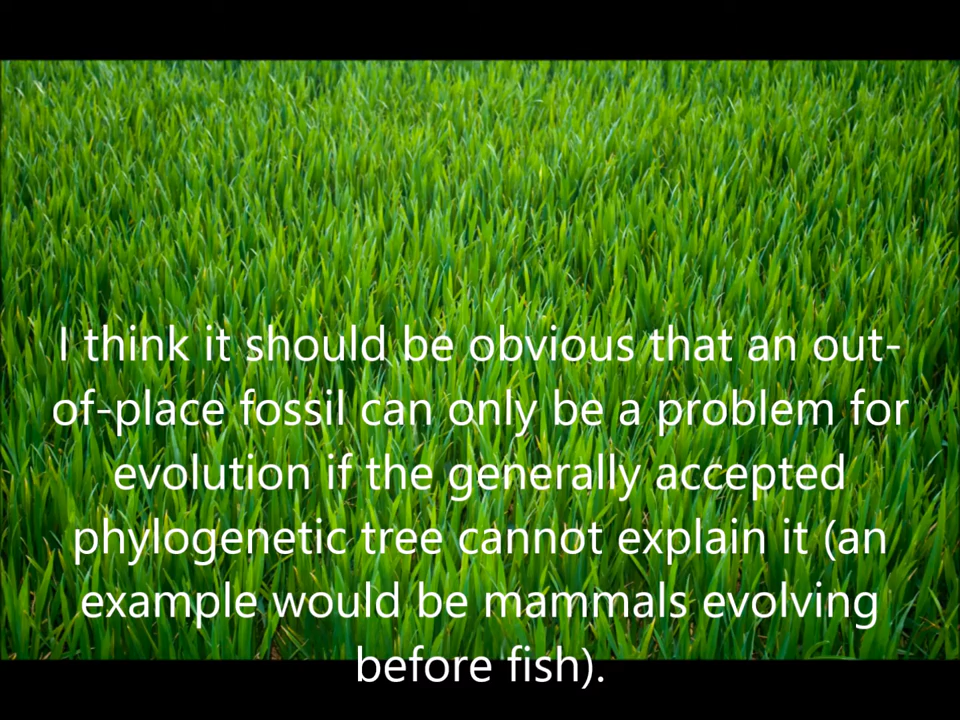 I think it should be obvious that an out-
of-place fossil can only be a problem for
evolution if the generally accepted
phylogenetic tree cannot explain it (an
example would be mammals evolving
before fish).